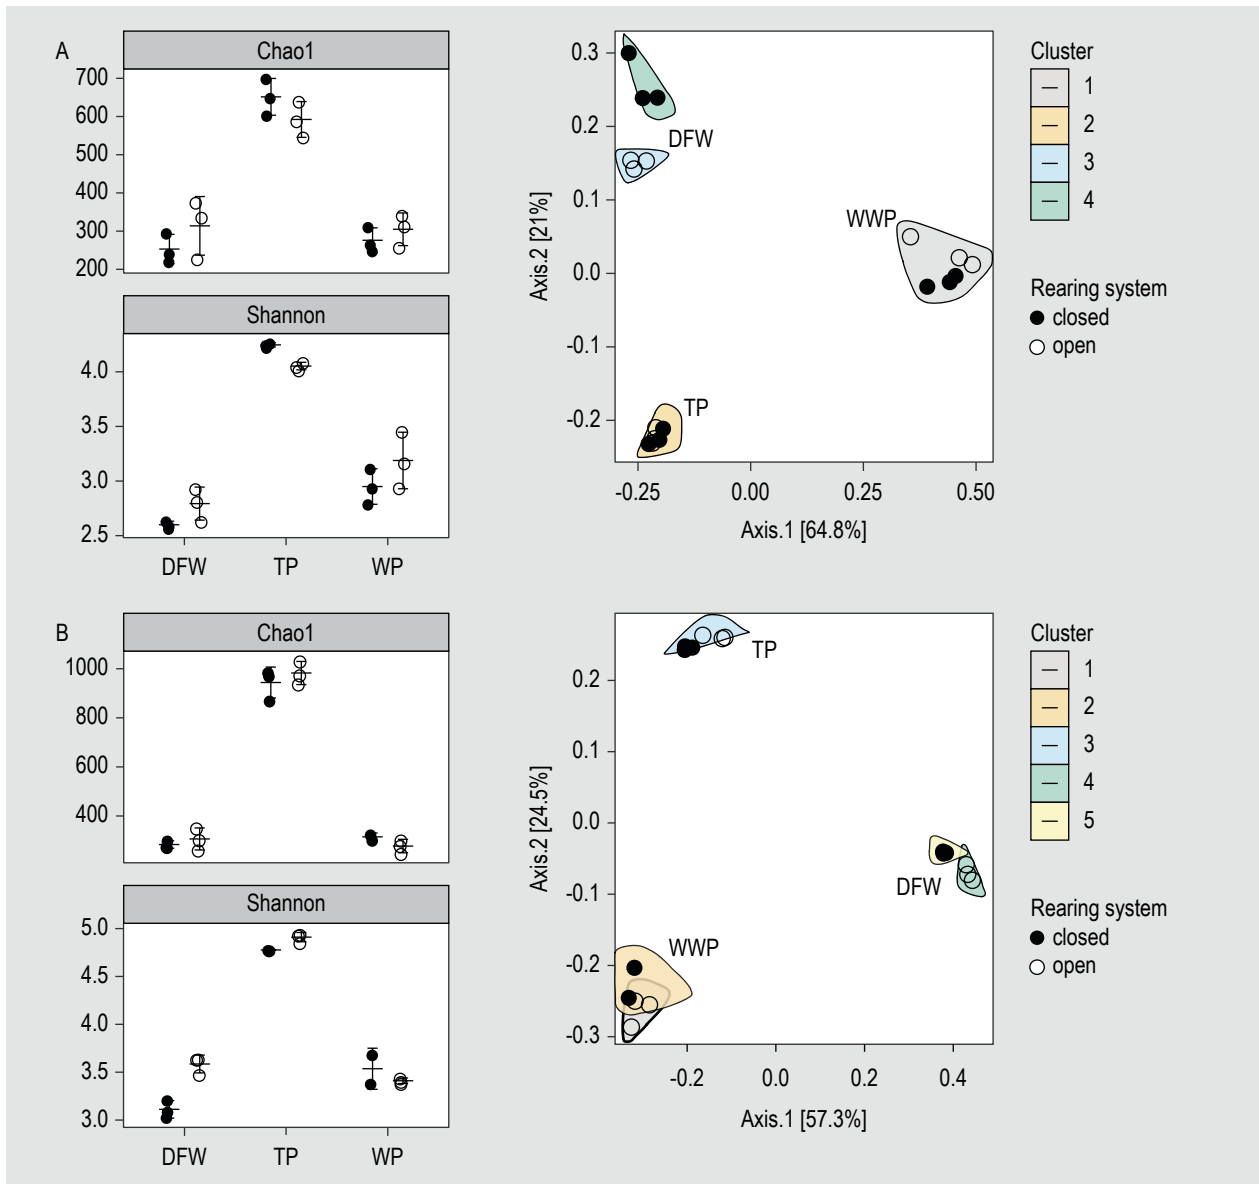 A
Chao1
700
600
500
400
300
200
Shannon
4.0
3.5
3.0
2.5
DFW TP WP
0.3
0.2
0.1
0.0
-0.1
-0.2
Axis.2 [21%]
DFW
WWP
TP
-0.25 0.00 0.25 0.50
Axis.1 [64.8%]
Cluster
1
2
3
4
Rearing system
closed
open
B
Chao1
1000
800
600
400
Shannon
5.0
4.5
4.0
3.5
3.0
DFW TP WP
0.2
0.1
0.0
-0.1
-0.2
-0.3
Axis.2 [24.5%]
TP
DFW
WWP
-0.2 0.0 0.2 0.4
Axis.1 [57.3%]
Cluster
1
2
3
4
5
Rearing system
closed
open